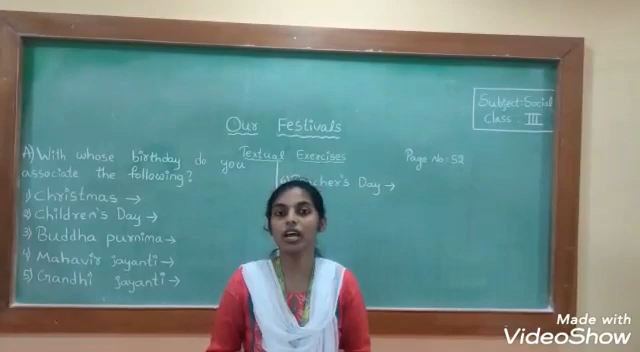 Subject: Social
Class III
Our Festivals
Textual Exercises
Page No: 52
A) With whose birthday do you
associate the following?
1) Christmas →
2) Children's Day →
3) Buddha purnima →
4) Mahavir jayanti →
5) Gandhi jayanti →
Day →
Made with
VideoShow